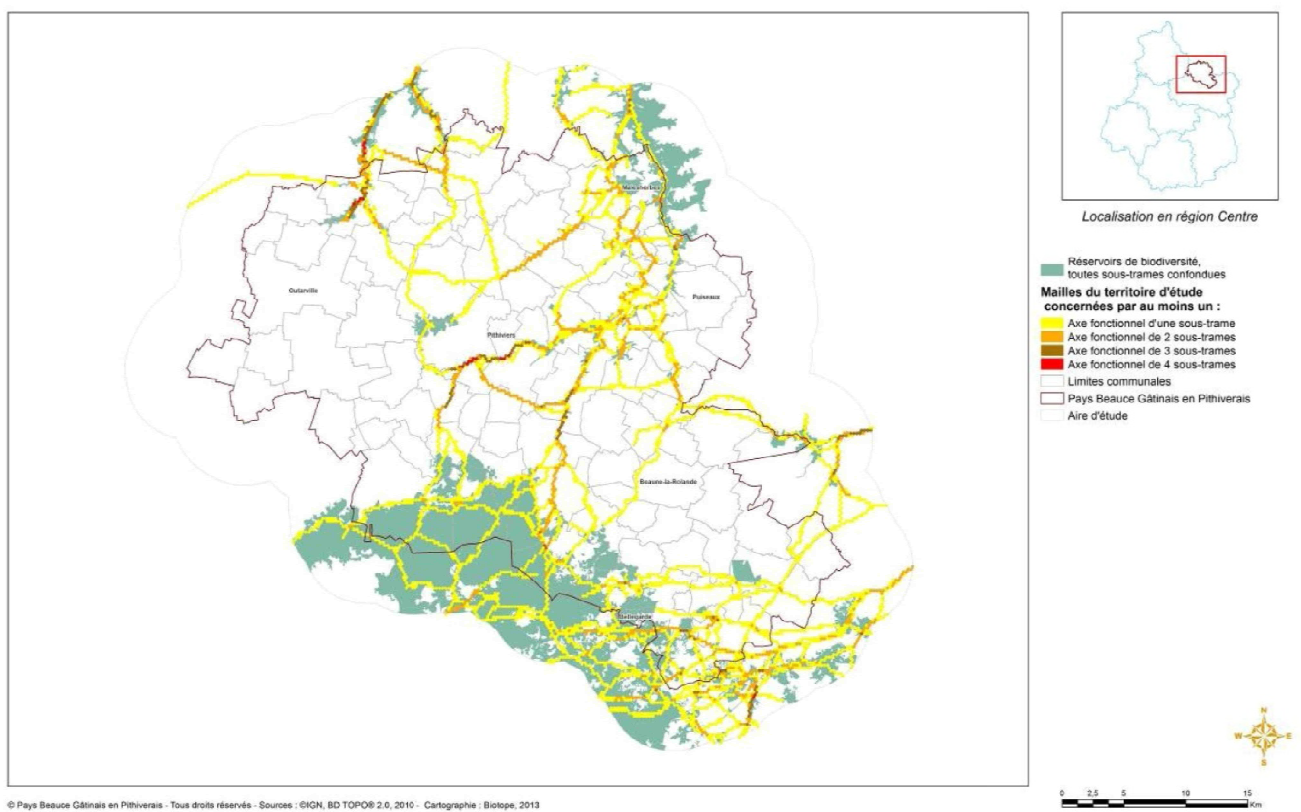 Malesherbes
Outarville
Puiseaux
Pithiviers
Beaune-la-Rolande
Bellegarde
Localisation en région Centre
Réservoirs de biodiversité,
toutes sous-trames confondues
Mailles du territoire d'étude
concernées par au moins un :
Axe fonctionnel d'une sous-trame
Axe fonctionnel de 2 sous-trames
Axe fonctionnel de 3 sous-trames
Axe fonctionnel de 4 sous-trames
Limites communales
Pays Beauce Gâtinais en Pithiverais
Aire d'étude
N
W E
S
0 2,5 5 10 15
Km
© Pays Beauce Gâtinais en Pithiverais - Tous droits réservés - Sources : ©IGN, BD TOPO® 2.0, 2010 - Cartographie : Biotope, 2013